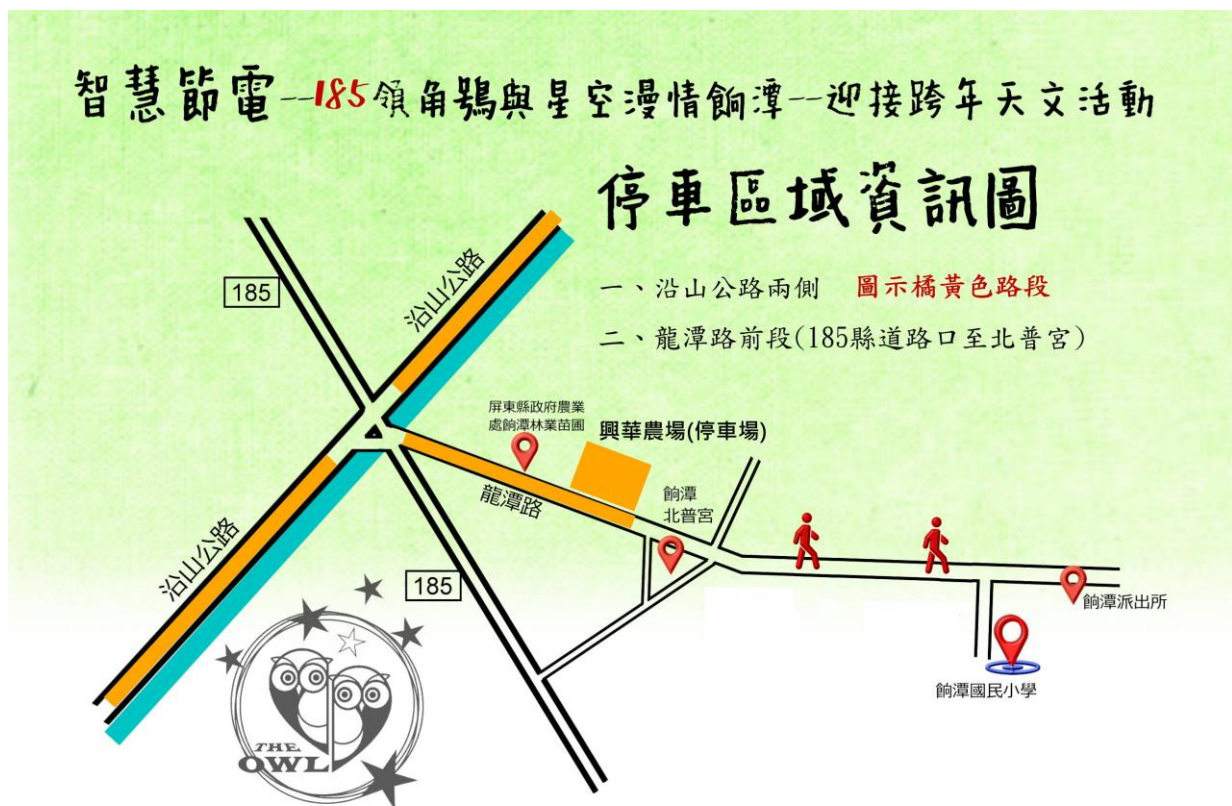 智慧節電--185領角鴞與星空漫情餉潭--迎接跨年天文活動
停車區域資訊圖
一、沿山公路兩側 圖示橘黃色路段
二、龍潭路前段(185縣道路口至北普宮)
185
沿山公路
屏東縣政府農業
處餉潭林業苗圃
興華農場(停車場)
龍潭路
餉潭
北普宮
沿山公路
185
餉潭派出所
餉潭國民小學
THE
OWL